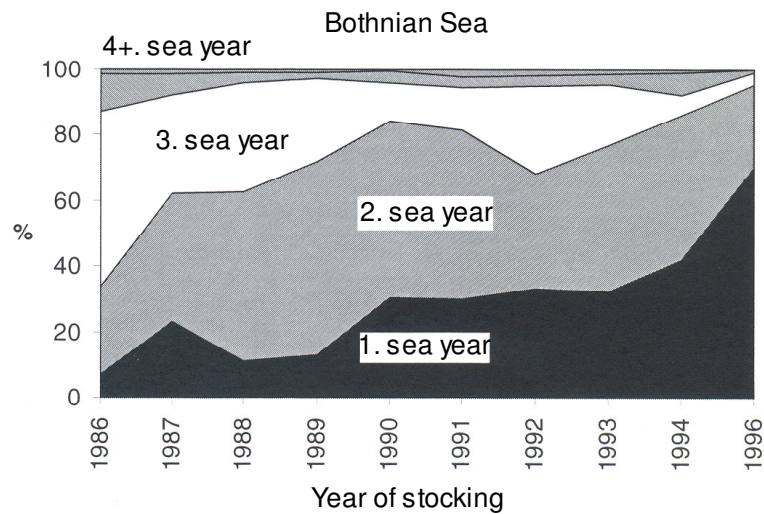 Bothnian Sea
4+. sea year
100
80
60
40
20
0
%
3. sea year
2. sea year
1. sea year
1986
1987
1988
1989
1990
1991
1992
1993
1994
1996
Year of stocking